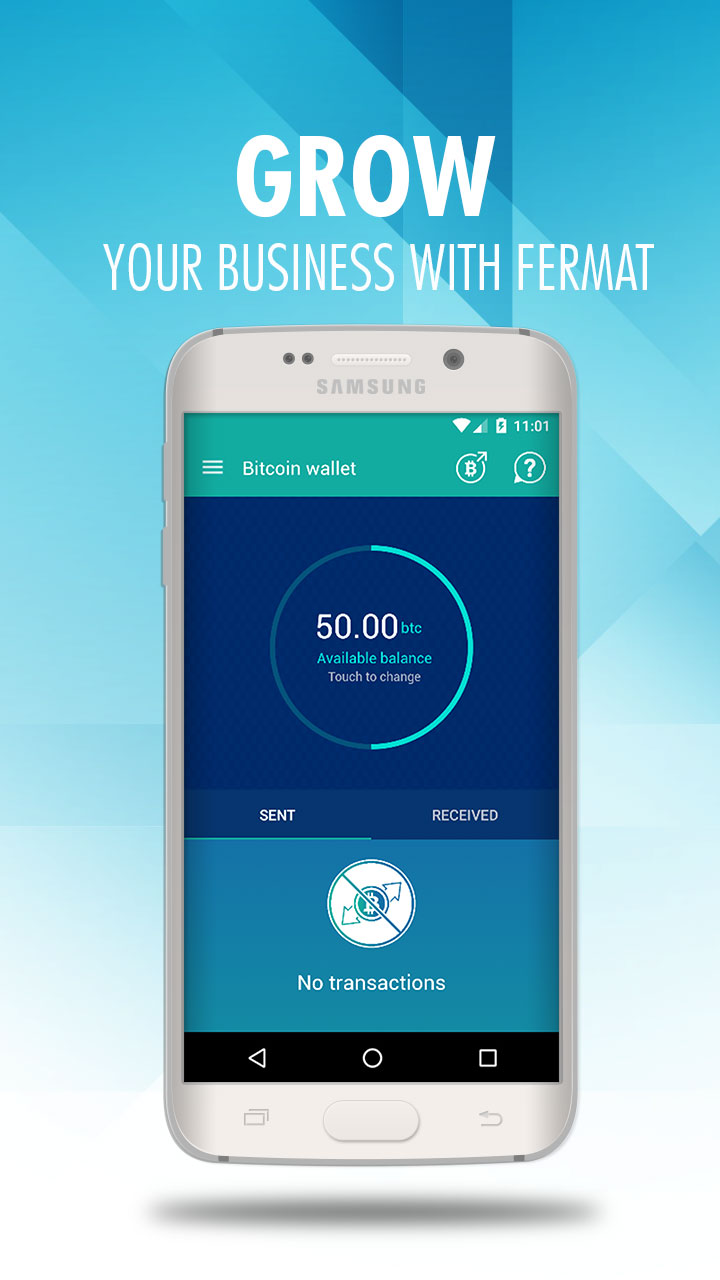 GROW
YOUR BUSINESS WITH FERMAT
SAMSUNG
11:01
Bitcoin wallet
50.00 btc
Available balance
Touch to change
SENT RECEIVED
No transactions